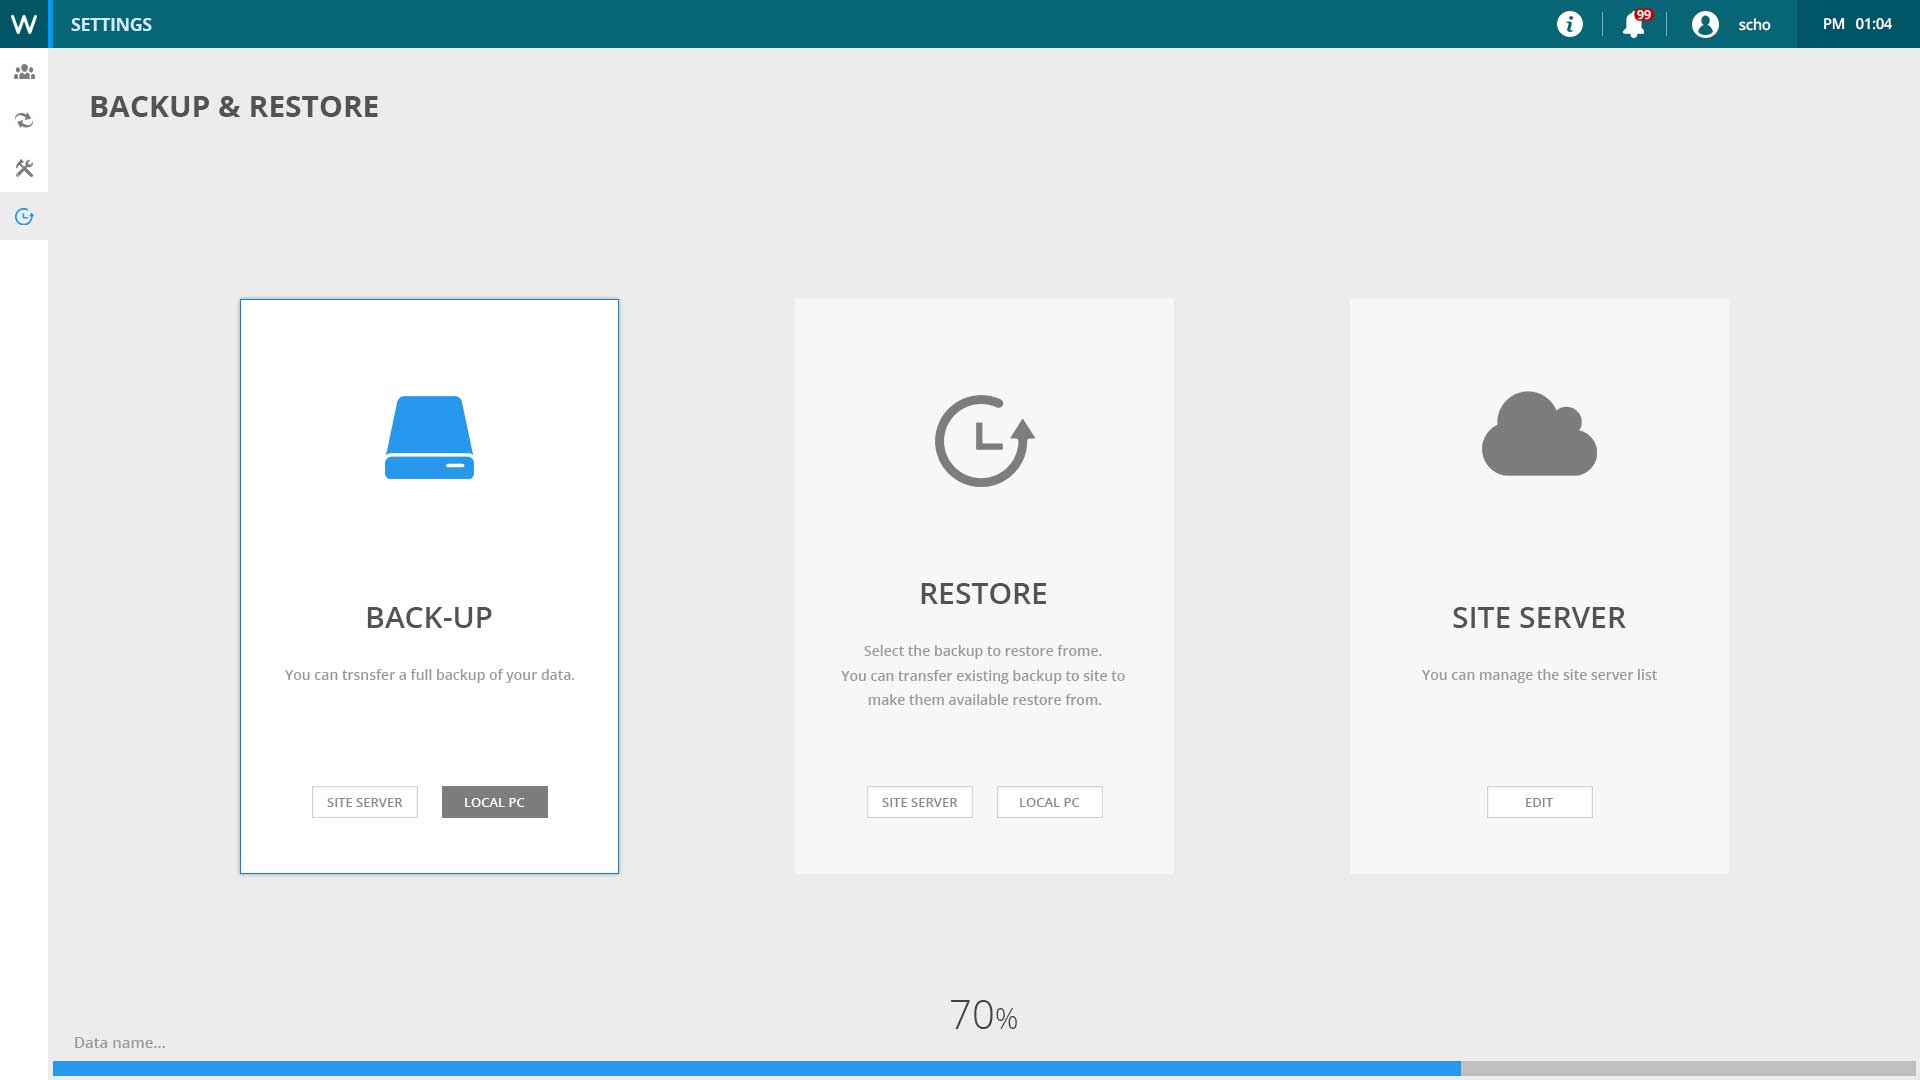 W SETTINGS 99 scho PM 01:04
BACKUP & RESTORE
BACK-UP
You can trsnsfer a full backup of your data.
SITE SERVER LOCAL PC
RESTORE
Select the backup to restore frome.
You can transfer existing backup to site to
make them available restore from.
SITE SERVER LOCAL PC
SITE SERVER
You can manage the site server list
EDIT
70%
Data name...